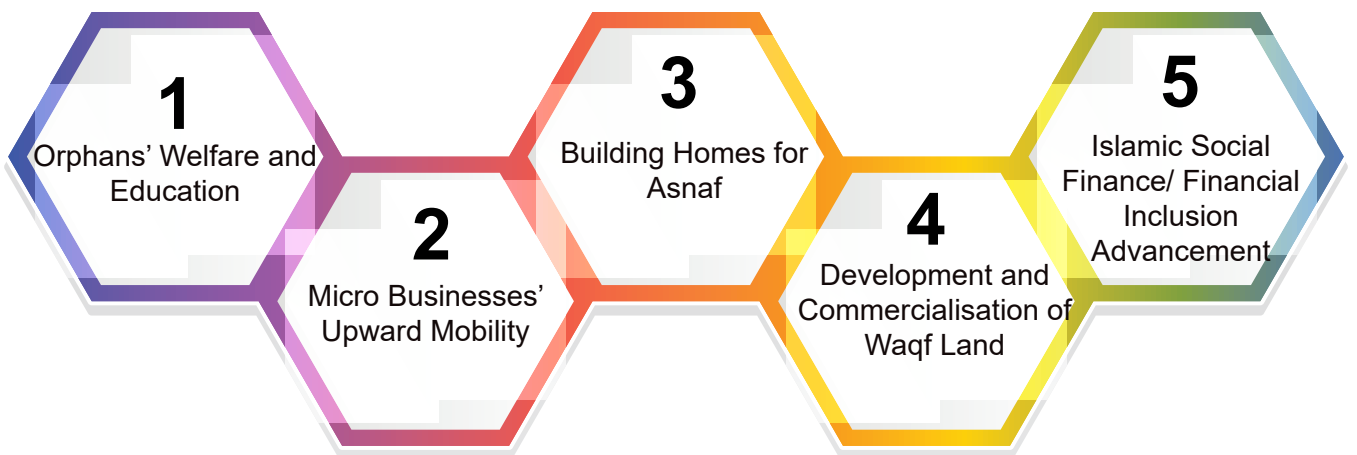 1
Orphans’ Welfare and
Education
2
Micro Businesses’
Upward Mobility
3
Building Homes for
Asnaf
4
Development and
Commercialisation of
Waqf Land
5
Islamic Social
Finance/ Financial
Inclusion
Advancement